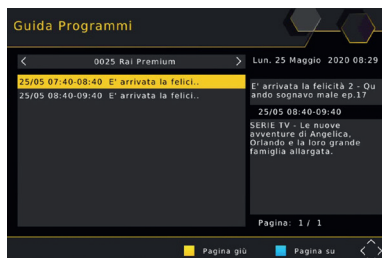 Guida Programmi
0025 Rai Premium
Lun. 25 Maggio 2020 08:29
25/05 07:40-08:40 E' arrivata la felici..
25/05 08:40-09:40 E' arrivata la felici..
E' arrivata la felicità 2 - Qu
ando sognavo male ep.17
25/05 08:40-09:40
SERIE TV - Le nuove
avventure di Angelica,
Orlando e la loro grande
famiglia allargata.
Pagina: 1/ 1
Pagina giù
Pagina su